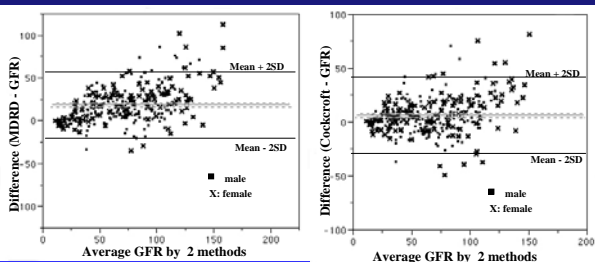 Difference (MDRD - GFR)
100
50
0
-50
-100
Mean + 2SD
Mean - 2SD
male
X: female
0
50
100
150
200
Average GFR by 2 methods
Difference (Cockcroft - GFR)
100
50
0
-50
-100
Mean + 2SD
Mean - 2SD
male
X: female
0
50
100
150
200
Average GFR by 2 methods